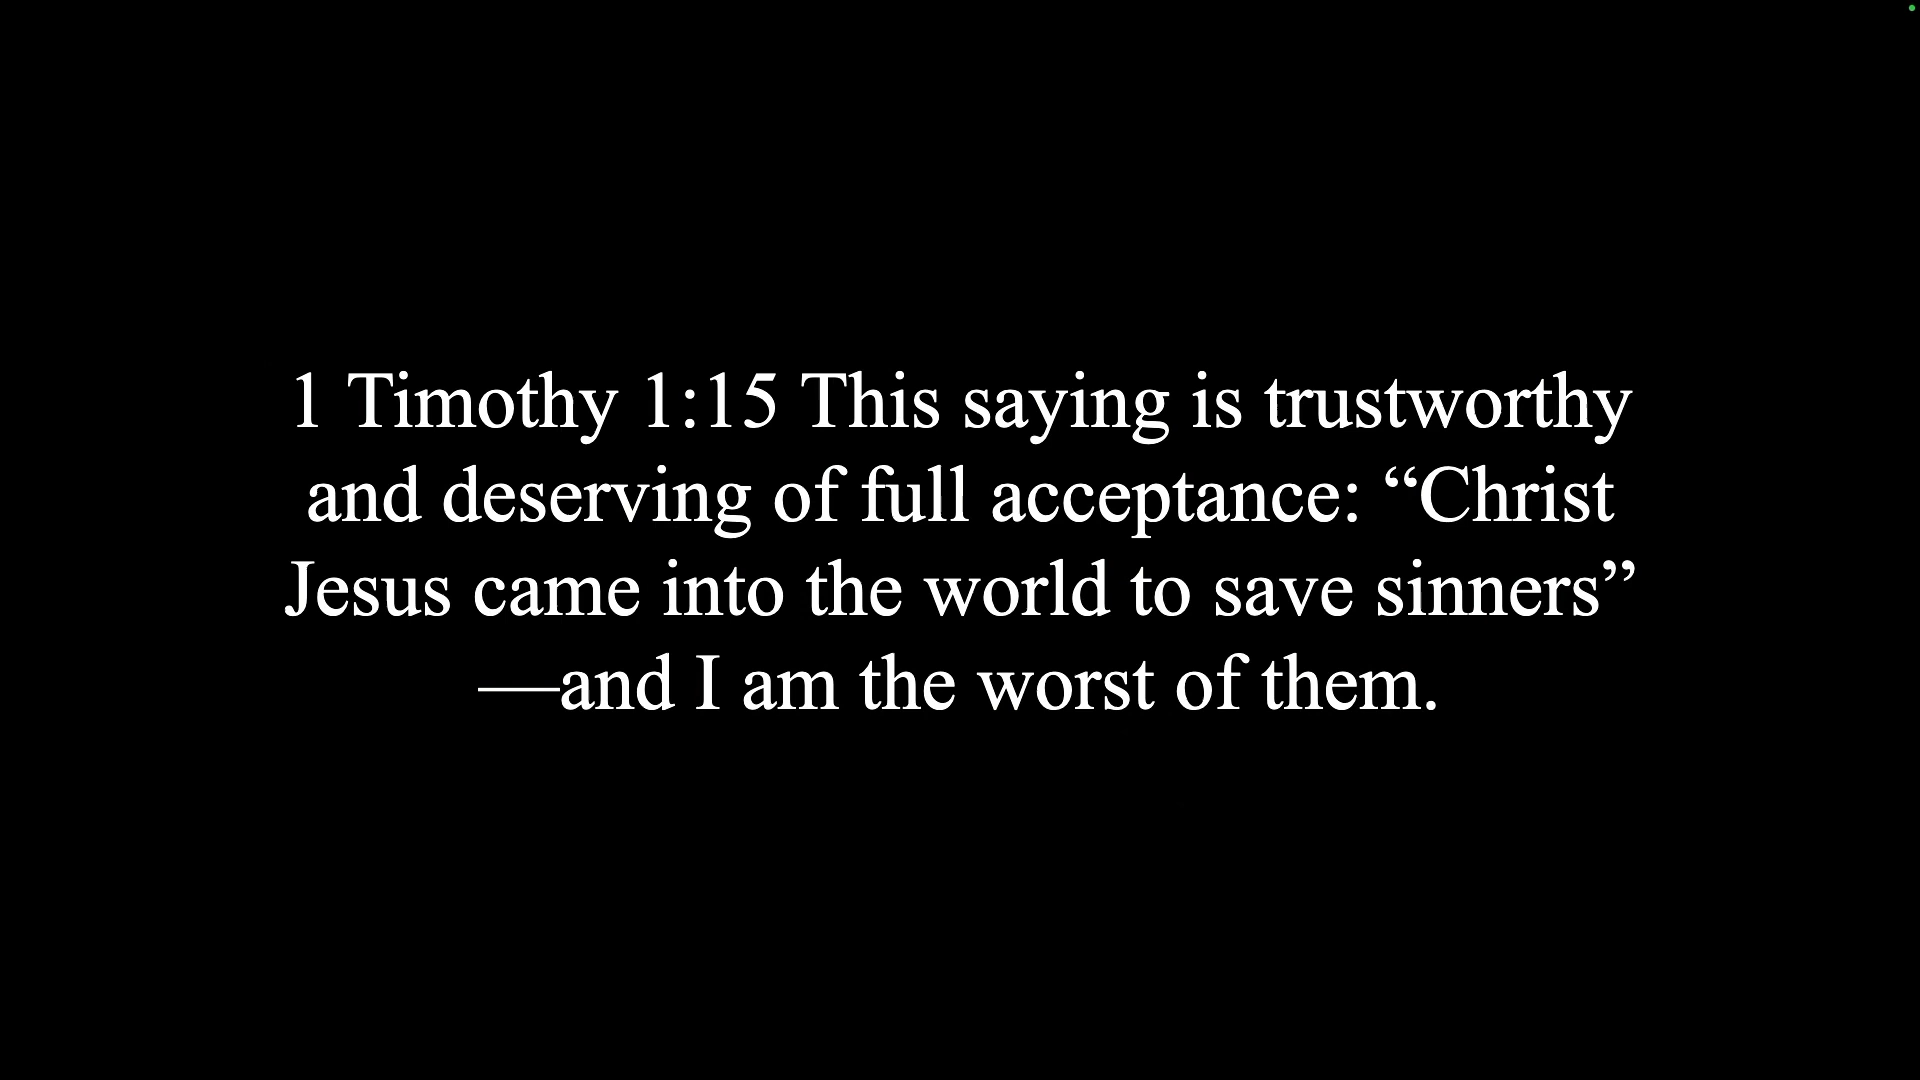 1 Timothy 1:15 This saying is trustworthy
and deserving of full acceptance: “Christ
Jesus came into the world to save sinners”
—and I am the worst of them.